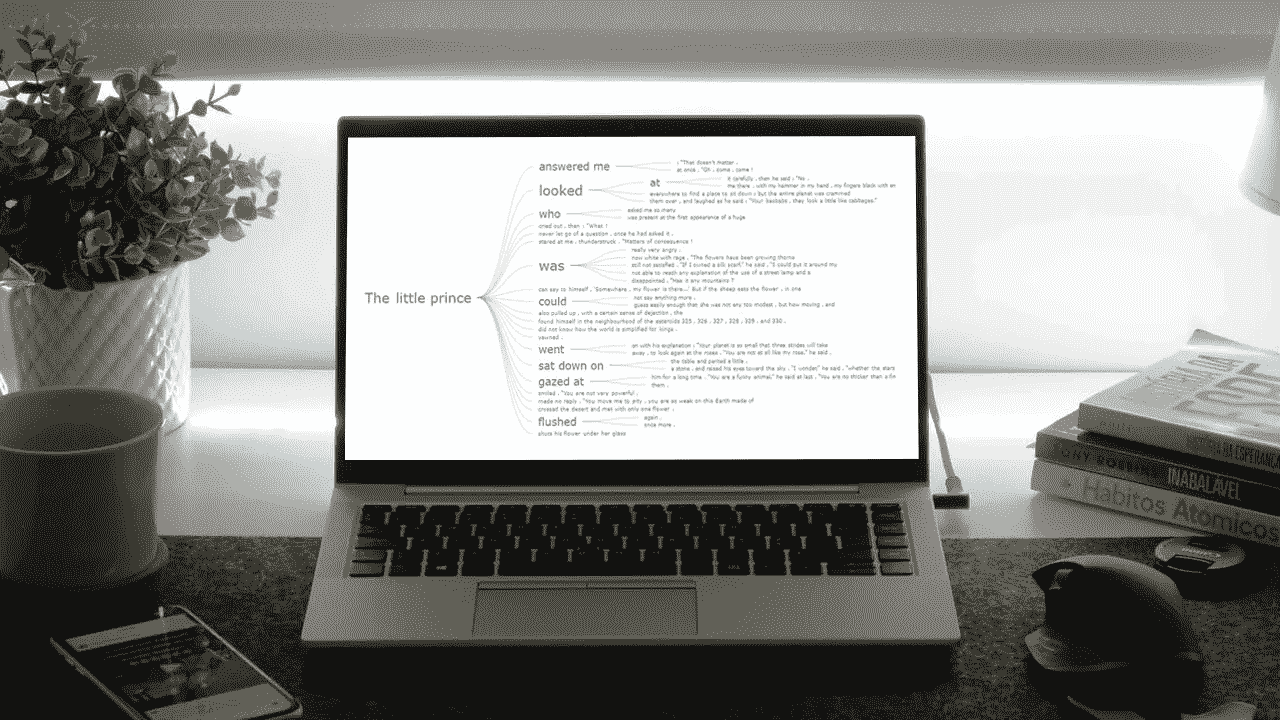 The little prince
answered me
: "That doesn't matter .
at once , "Oh , come , come !
looked
at
it carefully , then he said : "No .
me there , with my hammer in my hand , my fingers black with en
everywhere to find a place to sit down ; but the entire planet was crammed
them over , and laughed as he said : "Your baobabs , they look a little like cabbages."
who
asked me so many
was present at the first appearance of a huge
cried out , then : "What !
never let go of a question , once he had asked it .
stared at me , thunderstruck . "Matters of consequence !
was
really very angry .
now white with rage . "The flowers have been growing thorns
still not satisfied . "If I owned a silk scarf," he said , "I could put it around my
not able to reach any explanation of the use of a street lamp and a
disappointed . "Has it any mountains ?
can say to himself , 'Somewhere , my flower is there...' But if the sheep eats the flower , in one
could
not say anything more .
guess easily enough that she was not any too modest , but how moving , and
also pulled up , with a certain sense of dejection , the
found himself in the neighbourhood of the asteroids 325 , 326 , 327 , 328 , 329 , and 330 .
did not know how the world is simplified for kings .
yawned .
went
on with his explanation : "Your planet is so small that three strides will take
away , to look again at the roses . "You are not at all like my rose," he said .
sat down on
the table and panted a little .
a stone , and raised his eyes toward the sky . "I wonder," he said , "whether the stars
gazed at
him for a long time . "You are a funny animal," he said at last . "You are no thicker than a fin
them .
smiled . "You are not very powerful .
made no reply . "You move me to pity , you are so weak on this Earth made of
crossed the desert and met with only one flower .
flushed
again .
once more .
shuts his flower under her glass
INABALÁVEL